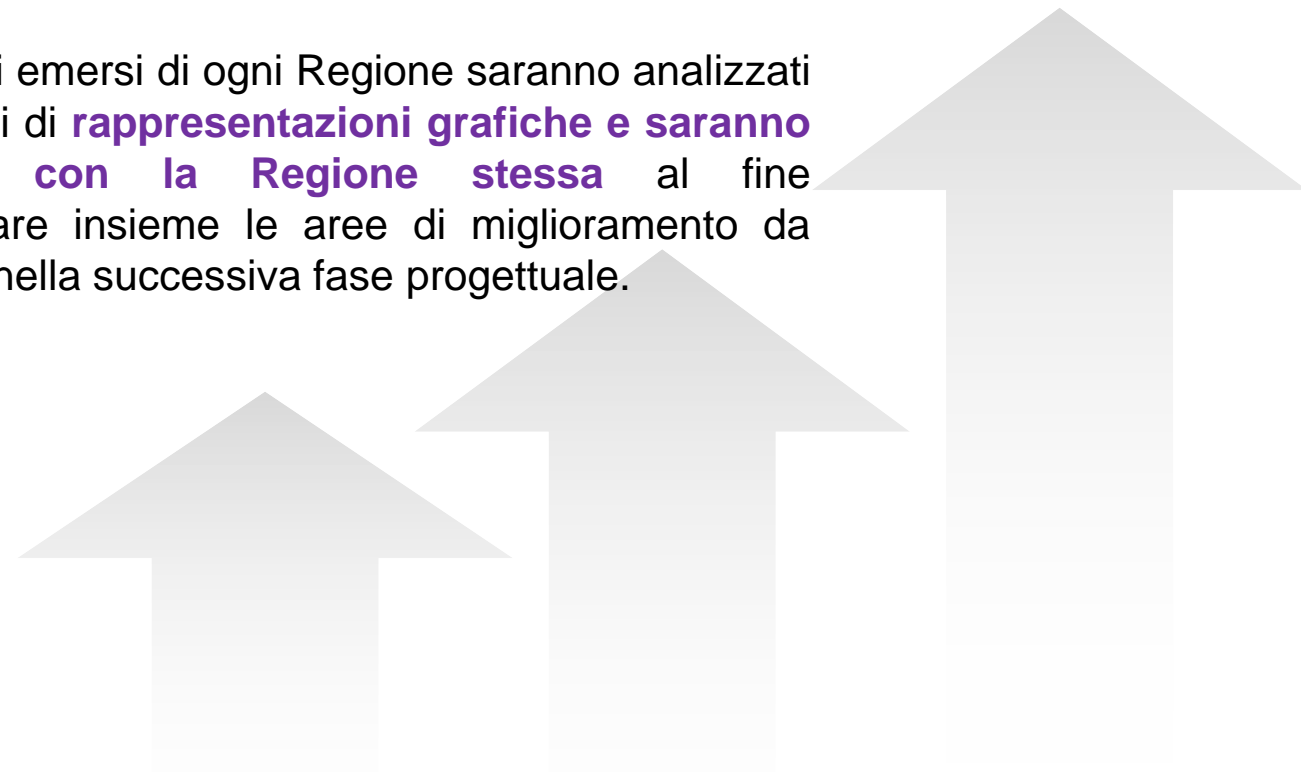 i emersi di ogni Regione saranno analizzati
i di rappresentazioni grafiche e saranno
con la Regione stessa al fine
are insieme le aree di miglioramento da
nella successiva fase progettuale.